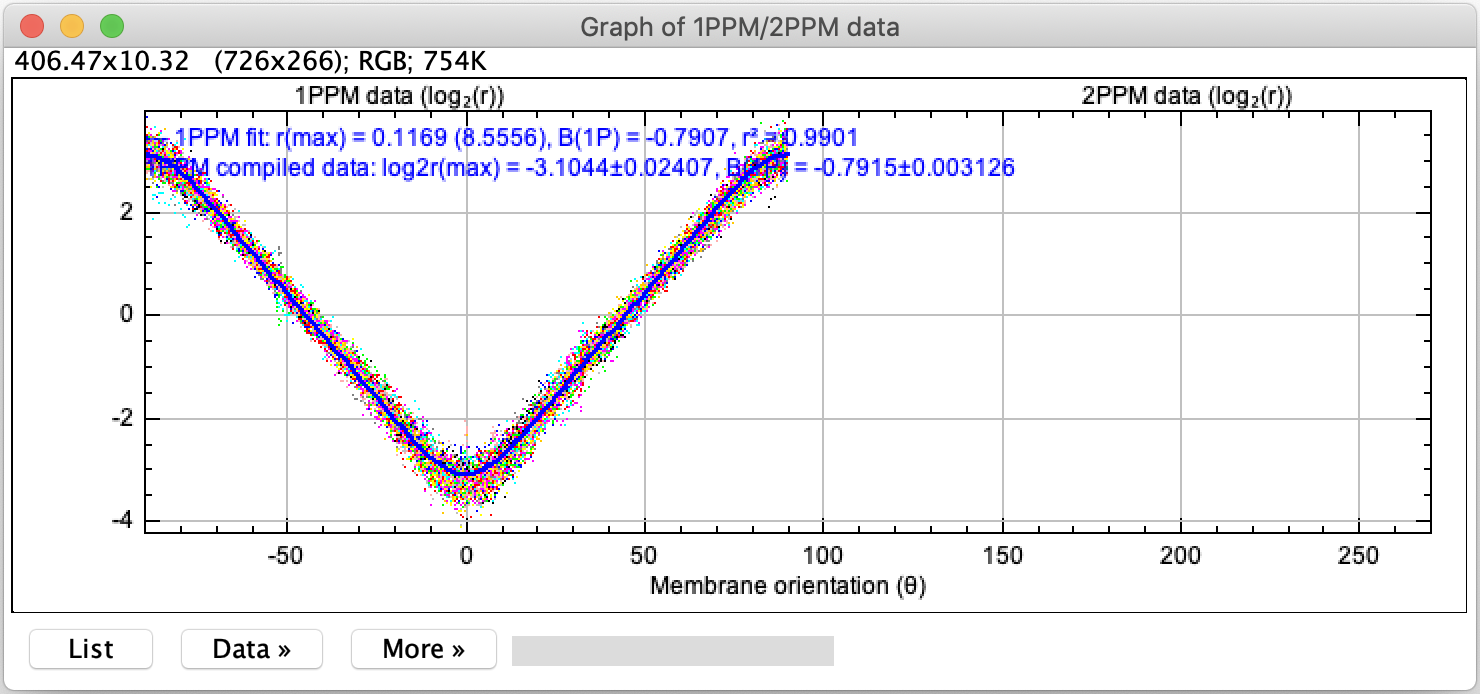 Graph of 1PPM/2PPM data
406.47x10.32 (726x266); RGB; 754K
1PPM data (log₂(r)) 2PPM data (log₂(r))
1PPM fit: r(max) = 0.1169 (8.5556), B(1P) = -0.7907, r² = 0.9901
compiled data: log2r(max) = -3.1044±0.02407, = -0.7915±0.003126
2
0
-2
-4
-50 0 50 100 150 200 250
Membrane orientation (θ)
List Data » More »